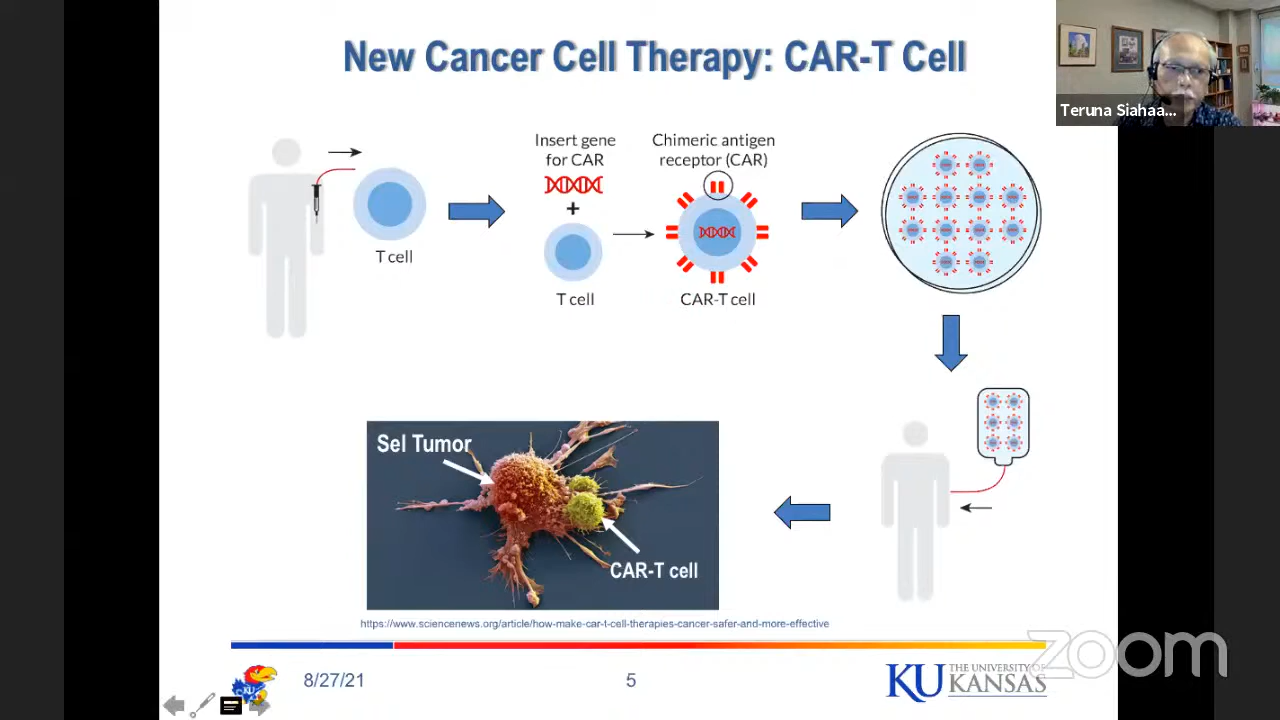 New Cancer Cell Therapy: CAR-T Cell
Teruna Siahaa...
Insert gene
for CAR
+
T cell
T cell
Chimeric antigen
receptor (CAR)
CAR-T cell
Sel Tumor
CAR-T cell
https://www.sciencenews.org/article/how-make-car-t-cell-therapies-cancer-safer-and-more-effective
KU
8/27/21
5
KU THE UNIVERSITY OF
KANSAS
zoom